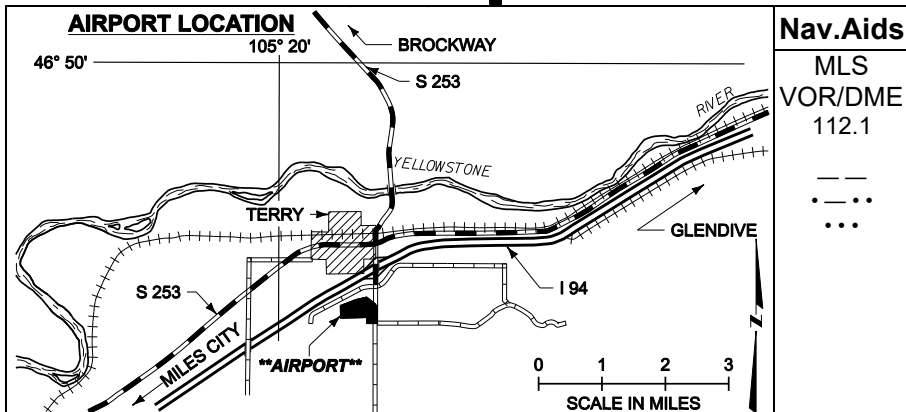 AIRPORT LOCATION
105° 20'
46° 50'
BROCKWAY
S 253
YELLOWSTONE
RIVER
TERRY
GLENDIVE
S 253
I 94
MILES CITY
**AIRPORT**
N
0 1 2 3
SCALE IN MILES
Nav.Aids
MLS
VOR/DME
112.1
— —
• — • •
• • •